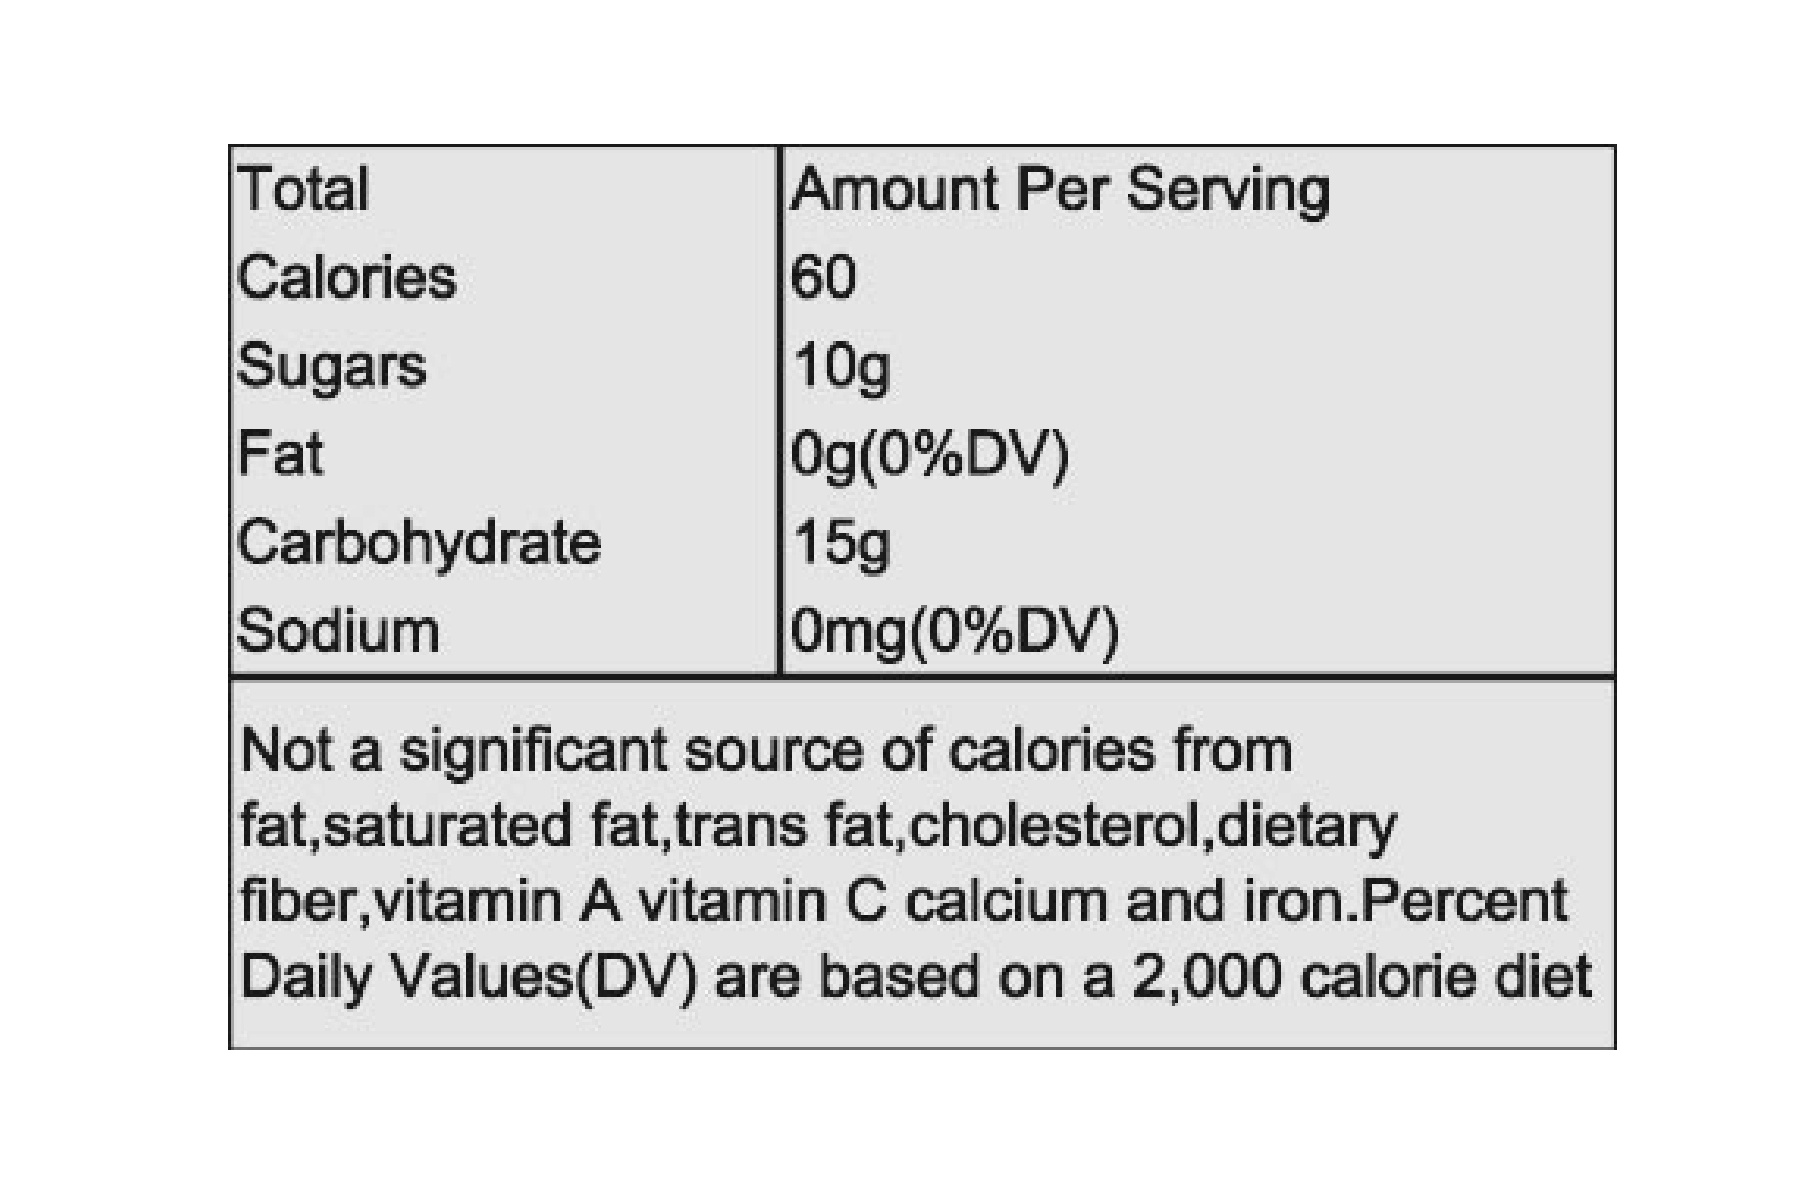 Total Amount Per Serving
Calories 60
Sugars 10g
Fat 0g(0%DV)
Carbohydrate 15g
Sodium 0mg(0%DV)
Not a significant source of calories from
fat,saturated fat,trans fat,cholesterol,dietary
fiber,vitamin A vitamin C calcium and iron.Percent
Daily Values(DV) are based on a 2,000 calorie diet